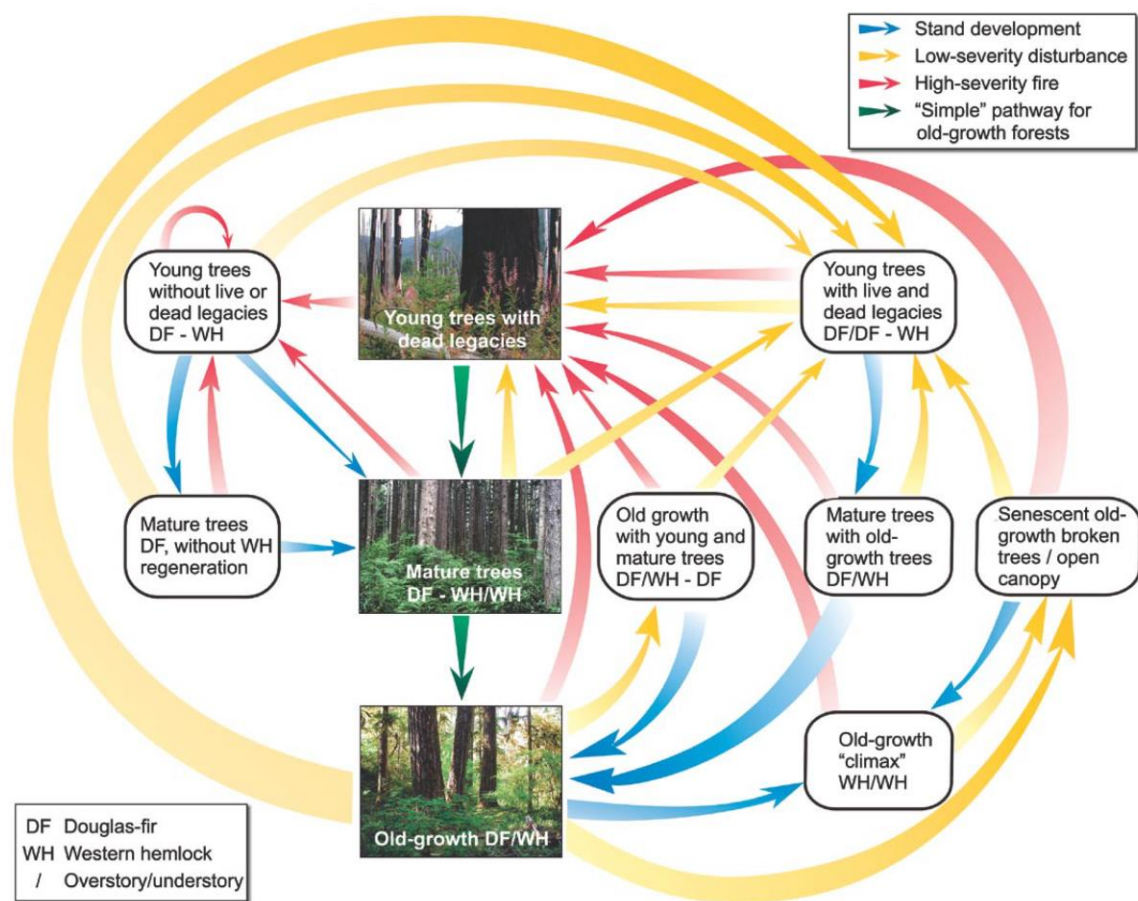 Stand development
Low-severity disturbance
High-severity fire
“Simple” pathway for
old-growth forests
Young trees
without live or
dead legacies
DF - WH
Young trees with
dead legacies
Young trees
with live and
dead legacies
DF/DF - WH
Mature trees
DF, without WH
regeneration
Mature trees
DF - WH/WH
Old growth
with young and
mature trees
DF/WH - DF
Mature trees
with old-
growth trees
DF/WH
Senescent old-
growth broken
trees / open
canopy
Old-growth DF/WH
Old-growth
“climax”
WH/WH
DF Douglas-fir
WH Western hemlock
/ Overstory/understory